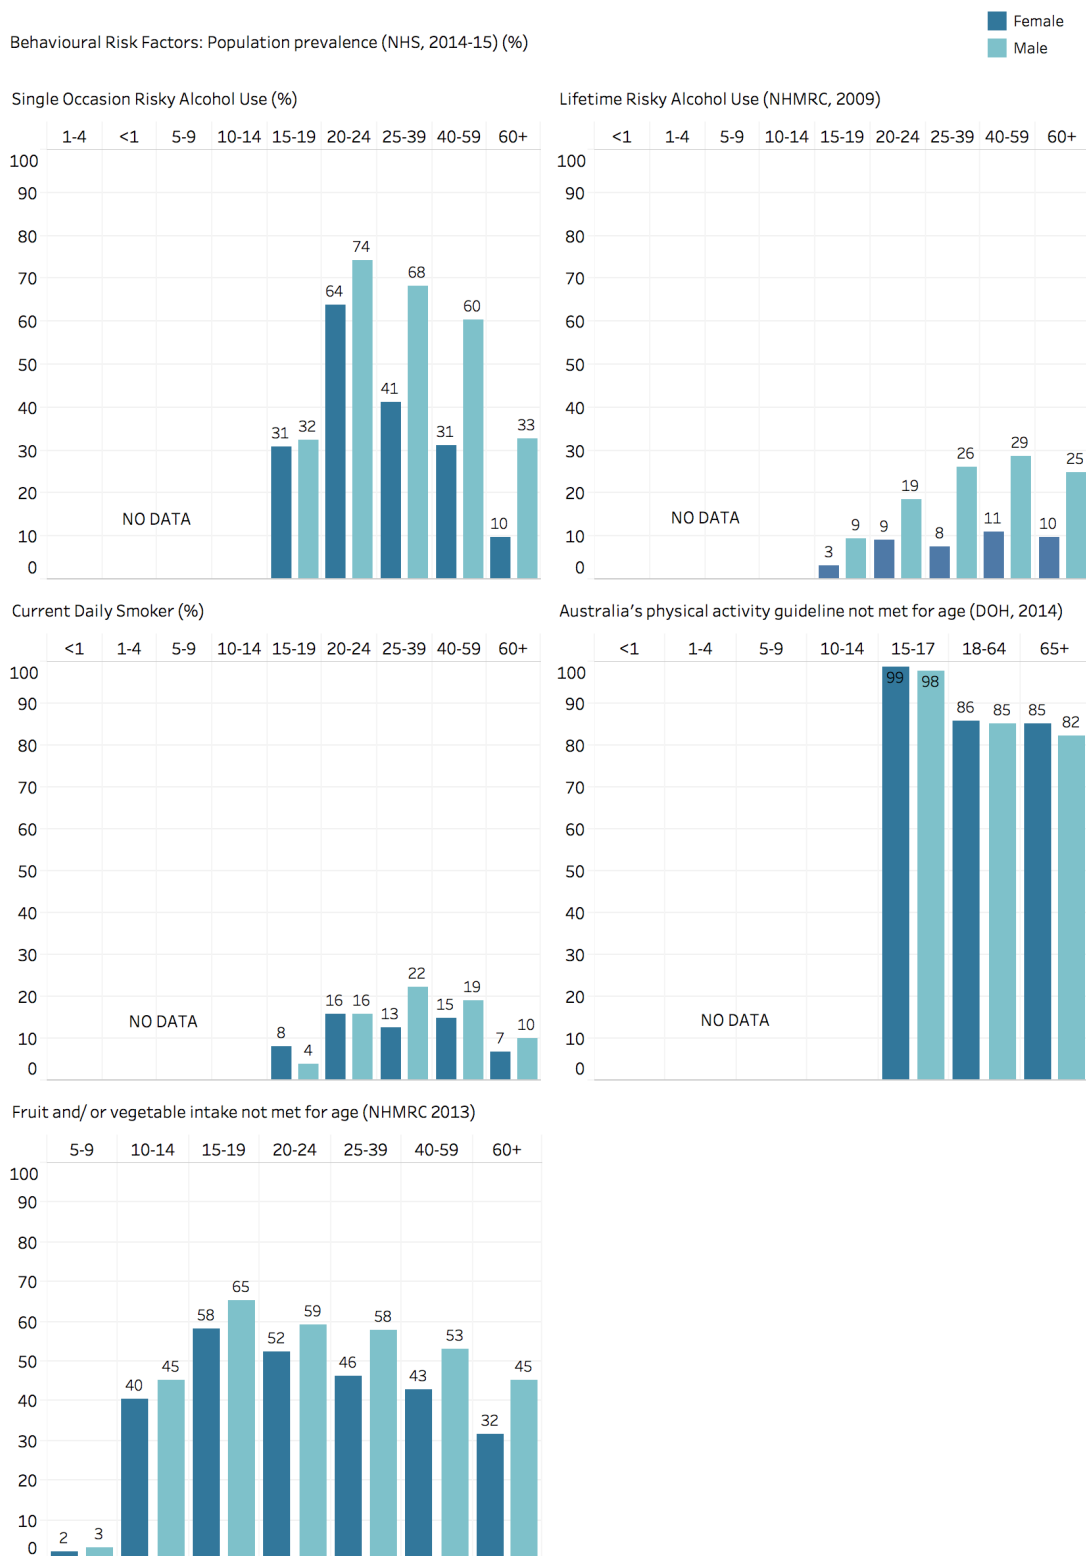 Female
Male
Behavioural Risk Factors: Population prevalence (NHS, 2014-15) (%)
Single Occasion Risky Alcohol Use (%)
1-4 <1 5-9 10-14 15-19 20-24 25-39 40-59 60+
100
90
80
70
60
50
40
30
20
10
0
74
68
64
60
41
31 32 31 33
10
NO DATA
Lifetime Risky Alcohol Use (NHMRC, 2009)
<1 1-4 5-9 10-14 15-19 20-24 25-39 40-59 60+
100
90
80
70
60
50
40
30
20
10
0
3 9 9 19 8 26 11 29 10 25
NO DATA
Current Daily Smoker (%)
<1 1-4 5-9 10-14 15-19 20-24 25-39 40-59 60+
100
90
80
70
60
50
40
30
20
10
0
8 4 16 16 13 22 15 19 7 10
NO DATA
Australia's physical activity guideline not met for age (DOH, 2014)
<1 1-4 5-9 10-14 15-17 18-64 65+
100
90
80
70
60
50
40
30
20
10
0
99 98 86 85 85 82
NO DATA
Fruit and/ or vegetable intake not met for age (NHMRC 2013)
5-9 10-14 15-19 20-24 25-39 40-59 60+
100
90
80
70
60
50
40
30
20
10
0
2 3 40 45 58 65 52 59 46 58 43 53 32 45